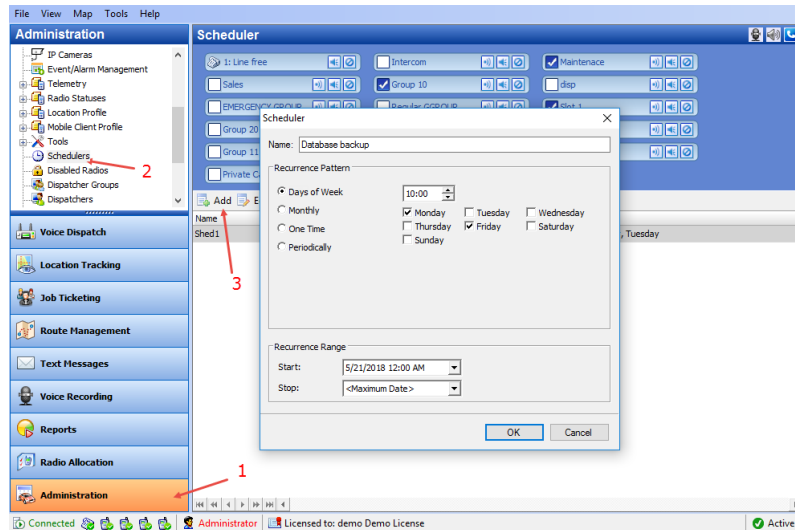 File View Map Tools Help
Administration
Scheduler
IP Cameras
Event/Alarm Management
Telemetry
Radio Statuses
Location Profile
Mobile Client Profile
Tools
Schedulers
Disabled Radios
Dispatcher Groups
Dispatchers
2
1: Line free
Intercom
Maintenace
Sales
Group 10
disp
EMERGENCY GROUP
Regular GGROUP
Slot 1
Group 20
Group 11
Private C
Add
E
Name
Shed1
, Tuesday
3
Scheduler
Name: Database backup
Recurrence Pattern
Days of Week
10:00
Monthly
Monday Tuesday Wednesday
One Time
Thursday Friday Saturday
Periodically
Sunday
Recurrence Range
Start: 5/21/2018 12:00 AM
Stop: <Maximum Date>
OK Cancel
Voice Dispatch
Location Tracking
Job Ticketing
Route Management
Text Messages
Voice Recording
Reports
Radio Allocation
Administration
1
Connected
Administrator
Licensed to: demo Demo License
Active